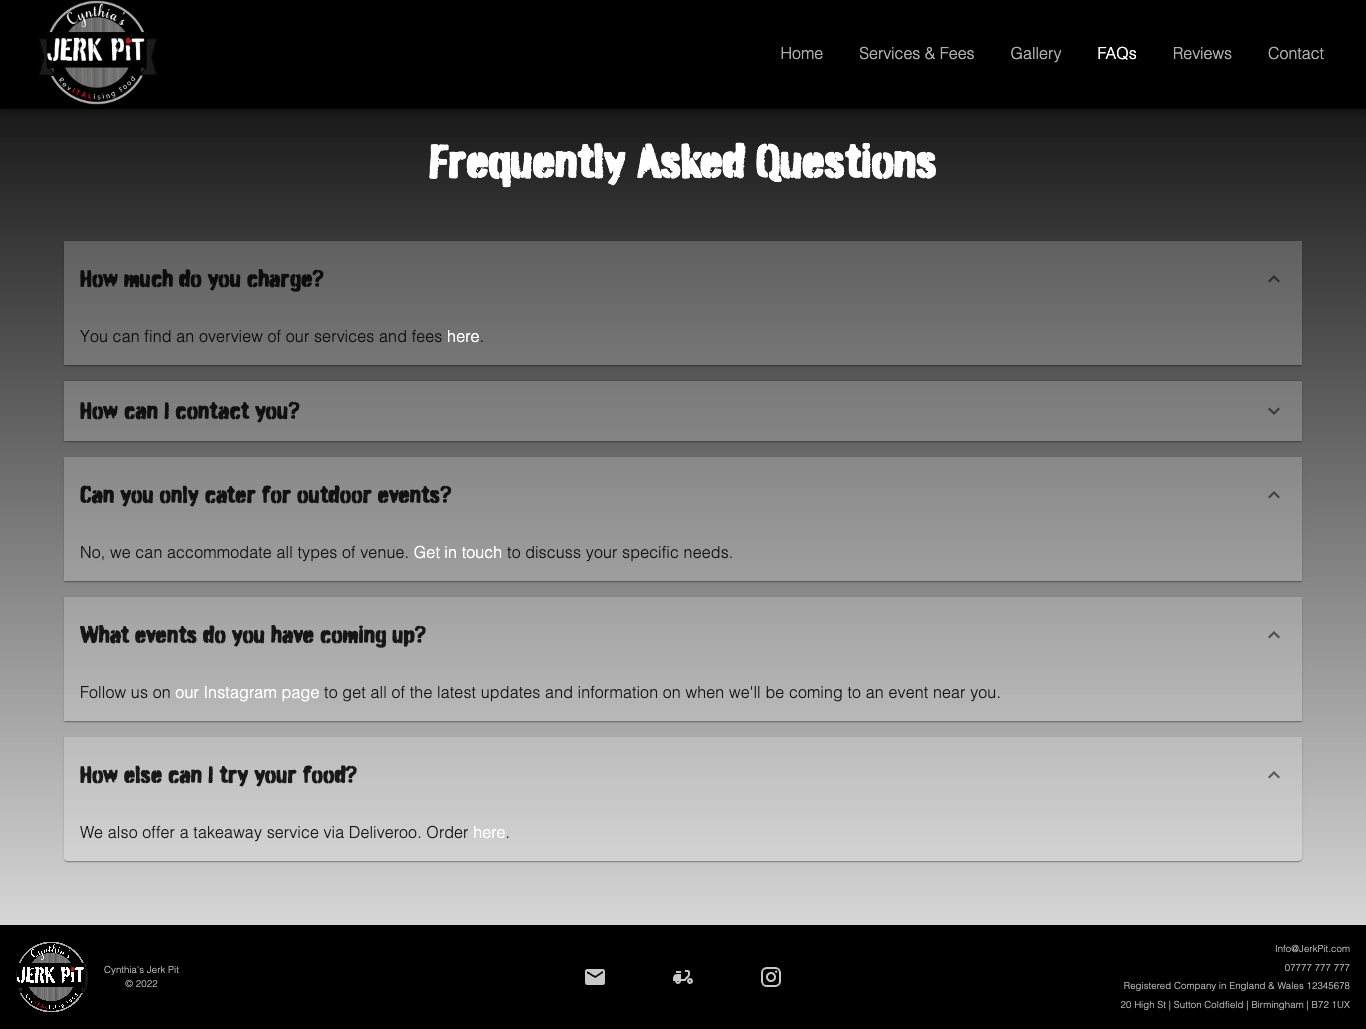 Cynthia's
JERK PiT
RevITALising Food
Home Services & Fees Gallery FAQs Reviews Contact
Frequently Asked Questions
How much do you charge?
You can find an overview of our services and fees here.
How can I contact you?
Can you only cater for outdoor events?
No, we can accommodate all types of venue. Get in touch to discuss your specific needs.
What events do you have coming up?
Follow us on our Instagram page to get all of the latest updates and information on when we'll be coming to an event near you.
How else can I try your food?
We also offer a takeaway service via Deliveroo. Order here.
Cynthia's
JERK PiT
Cynthia's Jerk Pit
© 2022
Info@JerkPit.com
07777 777 777
Registered Company in England & Wales 12345678
20 High St | Sutton Coldfield | Birmingham | B72 1UX